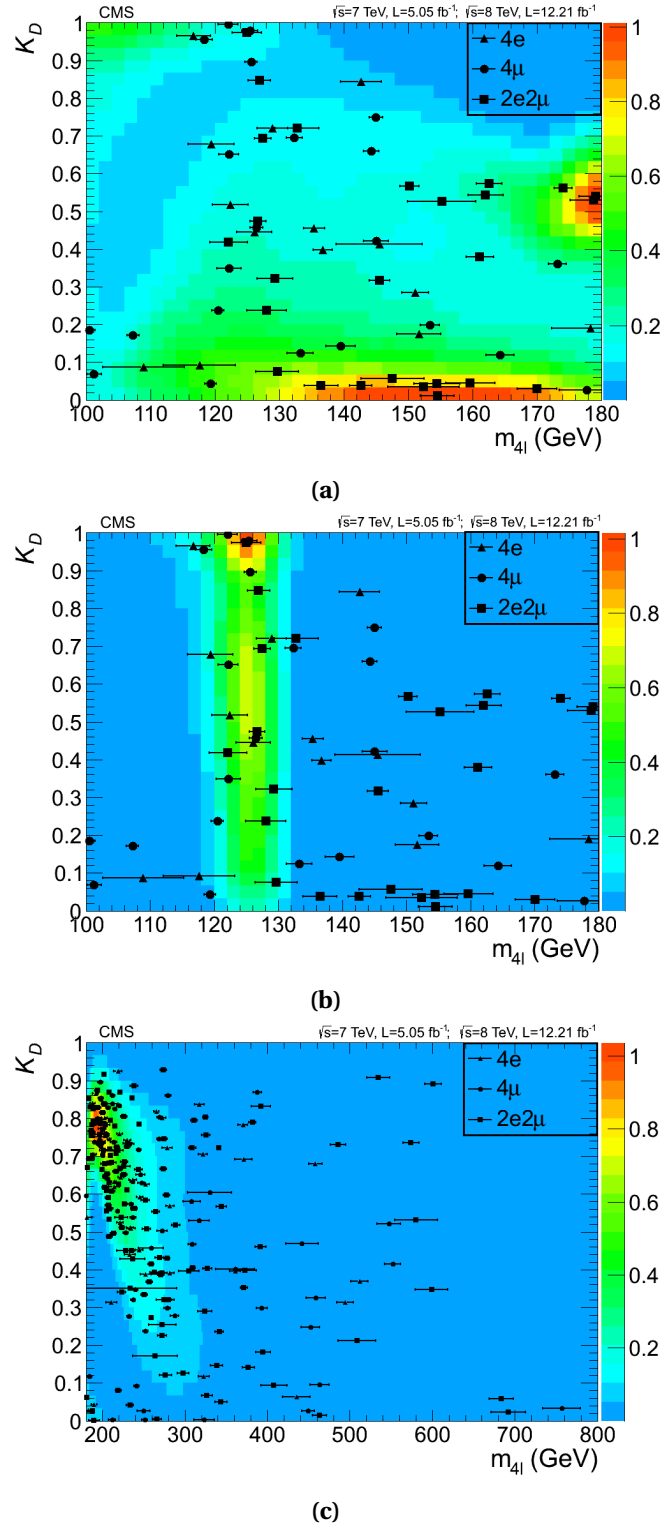 CMS √s=7 TeV, L=5.05 fb⁻¹; √s=8 TeV, L=12.21 fb⁻¹
K_D
1
0.9
0.8
0.7
0.6
0.5
0.4
0.3
0.2
0.1
0
4e
4μ
2e2μ
1
0.8
0.6
0.4
0.2
100 110 120 130 140 150 160 170 180
m_4l (GeV)
(a)
CMS √s=7 TeV, L=5.05 fb⁻¹; √s=8 TeV, L=12.21 fb⁻¹
K_D
1
0.9
0.8
0.7
0.6
0.5
0.4
0.3
0.2
0.1
0
4e
4μ
2e2μ
1
0.8
0.6
0.4
0.2
100 110 120 130 140 150 160 170 180
m_4l (GeV)
(b)
CMS √s=7 TeV, L=5.05 fb⁻¹; √s=8 TeV, L=12.21 fb⁻¹
K_D
1
0.9
0.8
0.7
0.6
0.5
0.4
0.3
0.2
0.1
0
4e
4μ
2e2μ
1
0.8
0.6
0.4
0.2
200 300 400 500 600 700 800
m_4l (GeV)
(c)